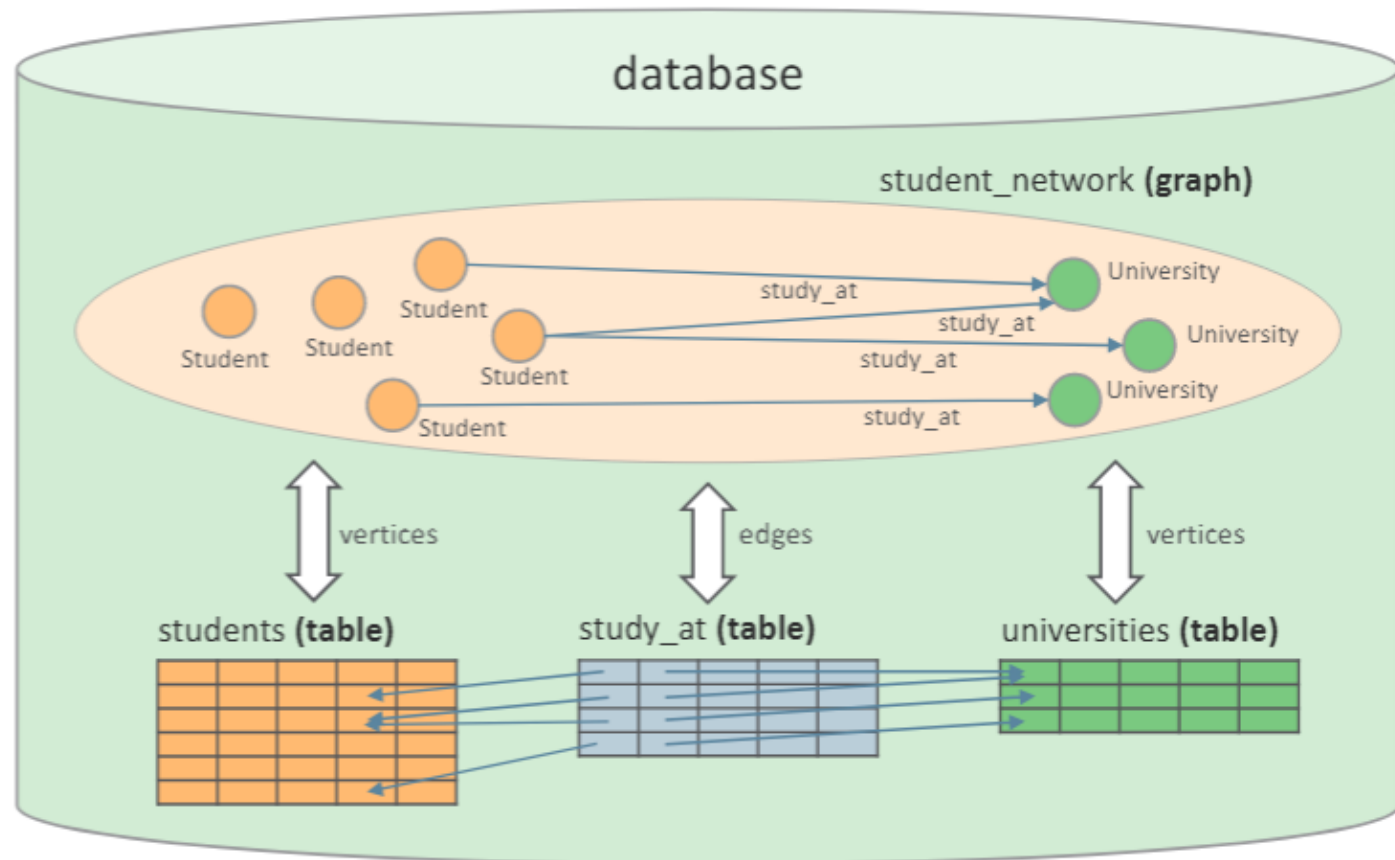 database
student_network (graph)
University
study_at
Student
study_at
University
Student
Student
study_at
Student
University
study_at
Student
vertices
edges
vertices
students (table)
study_at (table)
universities (table)